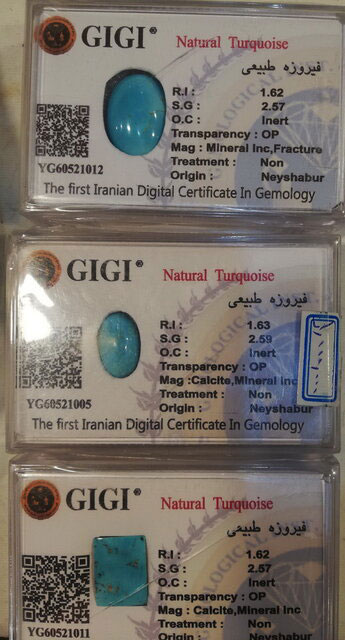 GIGI®
Natural Turquoise
فیروزه طبیعی
R.I : 1.62
S.G : 2.57
O.C : Inert
Transparency : OP
Mag : Mineral Inc,Fracture
Treatment : Non
Origin : Neyshabur
YG60521012
The first Iranian Digital Certificate In Gemology
GIGI®
Natural Turquoise
فیروزه طبیعی
R.I : 1.63
S.G : 2.59
O.C : Inert
Transparency : OP
Mag :Calcite,Mineral Inc
Treatment : Non
Origin : Neyshabur
YG60521005
The first Iranian Digital Certificate In Gemology
GIGI®
Natural Turquoise
فیروزه طبیعی
R.I : 1.62
S.G : 2.57
O.C : Inert
Transparency : OP
Mag : Calcite,Mineral Inc
Treatment : Non
Origin : Neyshabur
YG60521011